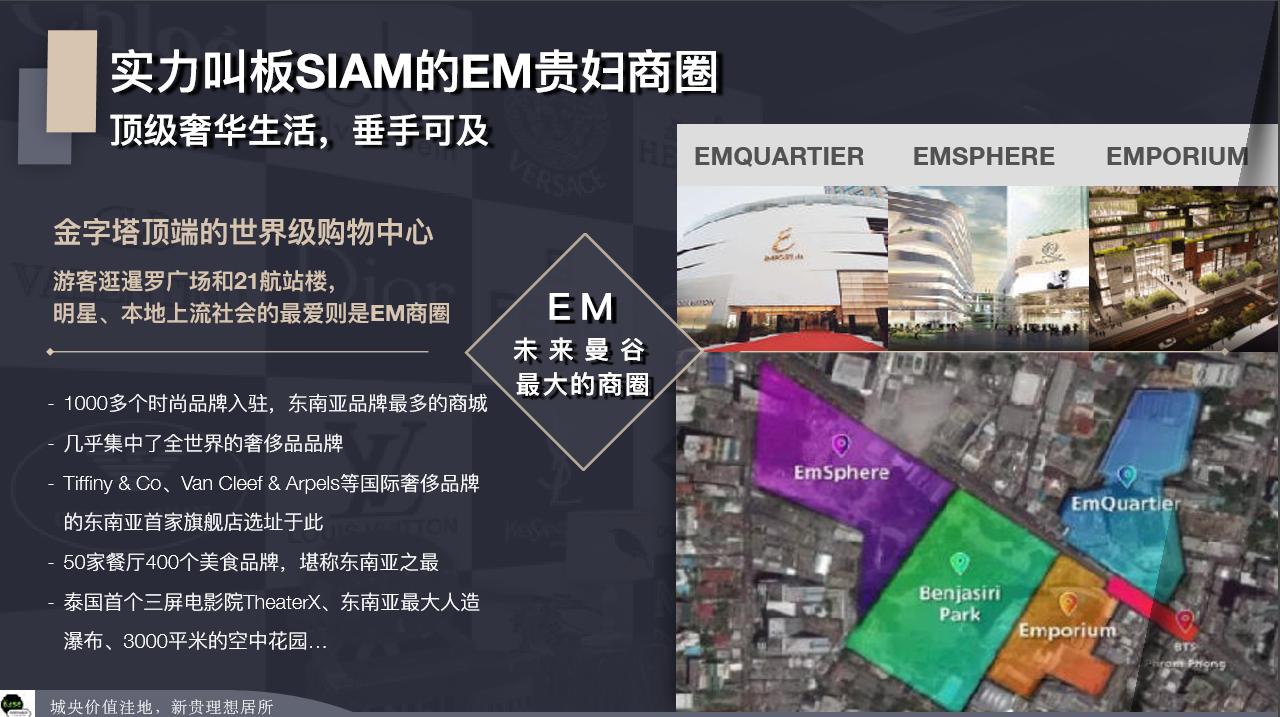 实力叫板SIAM的EM贵妇商圈
顶级奢华生活，垂手可及
金字塔顶端的世界级购物中心
游客逛暹罗广场和21航站楼，
明星、本地上流社会的最爱则是EM商圈
- 1000多个时尚品牌入驻，东南亚品牌最多的商城
- 几乎集中了全世界的奢侈品品牌
- Tiffiny & Co、Van Cleef & Arpels等国际奢侈品牌
的东南亚首家旗舰店选址于此
- 50家餐厅400个美食品牌，堪称东南亚之最
- 泰国首个三屏电影院TheaterX、东南亚最大人造
瀑布、3000平米的空中花园…
EM
未来曼谷
最大的商圈
EMQUARTIER
EMSPHERE
EMPORIUM
EmSphere
EmQuartier
Benjasiri
Park
Emporium
BTS
Phrom Phong
VERSACE
Dior
LOUIS VUITTON
城央价值洼地，新贵理想居所